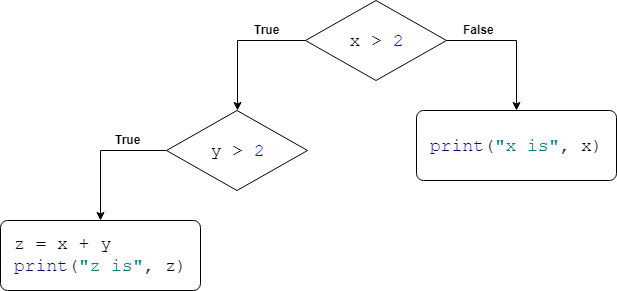 True
x > 2
False
True
y > 2
print("x is", x)
z = x + y
print("z is", z)